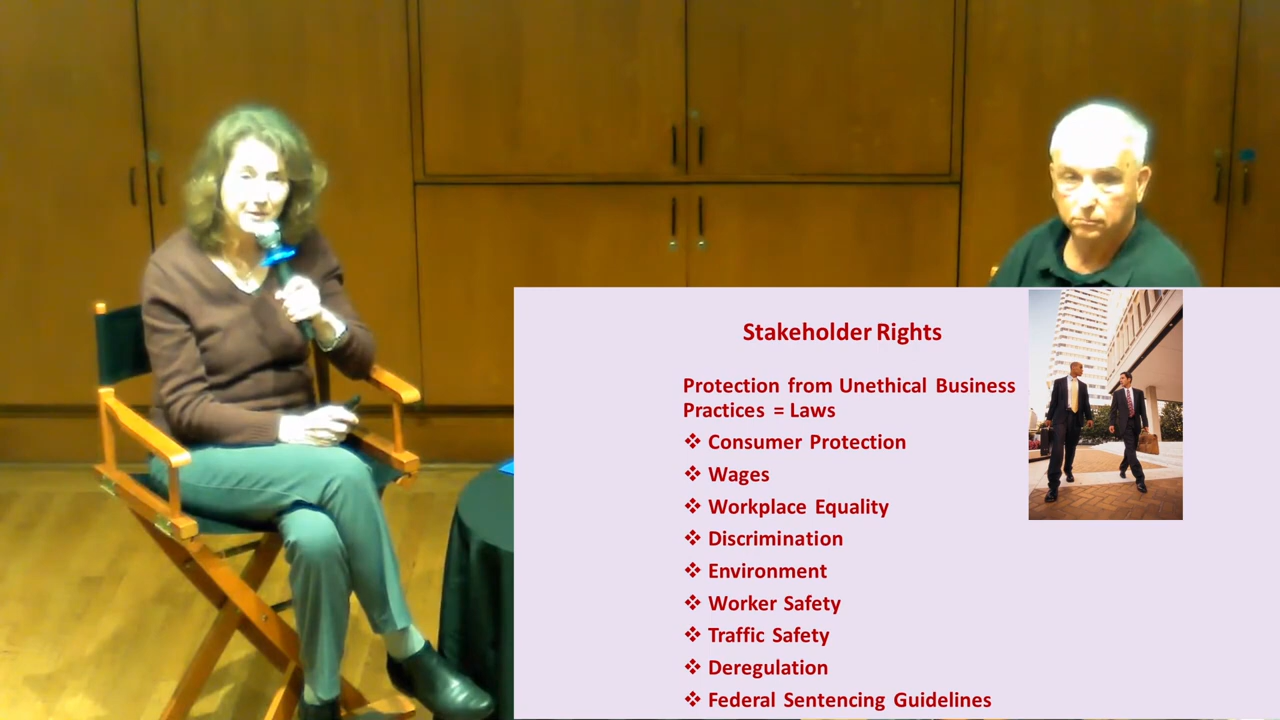 Stakeholder Rights
Protection from Unethical Business
Practices = Laws
❖ Consumer Protection
❖ Wages
❖ Workplace Equality
❖ Discrimination
❖ Environment
❖ Worker Safety
❖ Traffic Safety
❖ Deregulation
❖ Federal Sentencing Guidelines